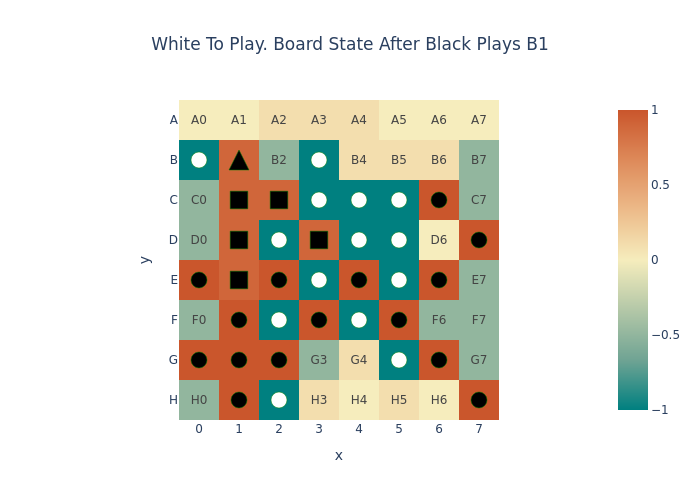 White To Play. Board State After Black Plays B1
A A0 A1 A2 A3 A4 A5 A6 A7
B B2 B4 B5 B6 B7
C C0 C7
D D0 D6
E E7
F F0 F6 F7
G G3 G4 G7
H H0 H3 H4 H5 H6
0 1 2 3 4 5 6 7
x
y
1
0.5
0
−0.5
−1